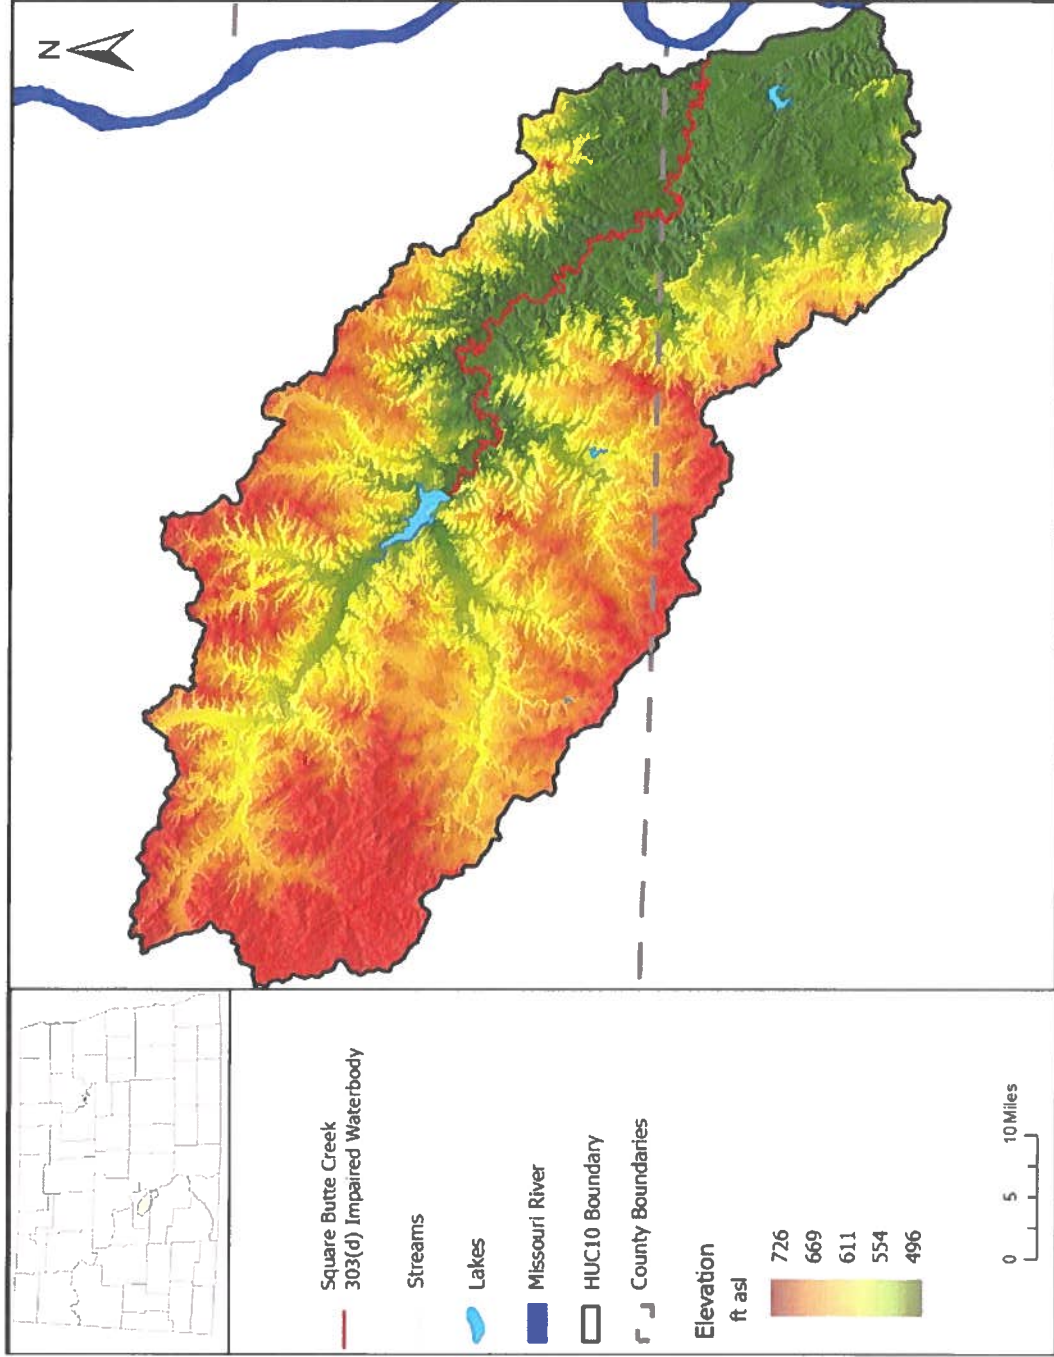 N
Square Butte Creek
303(d) Impaired Waterbody
Streams
Lakes
Missouri River
HUC10 Boundary
County Boundaries
Elevation
ft asl
726
669
611
554
496
0 5 10 Miles